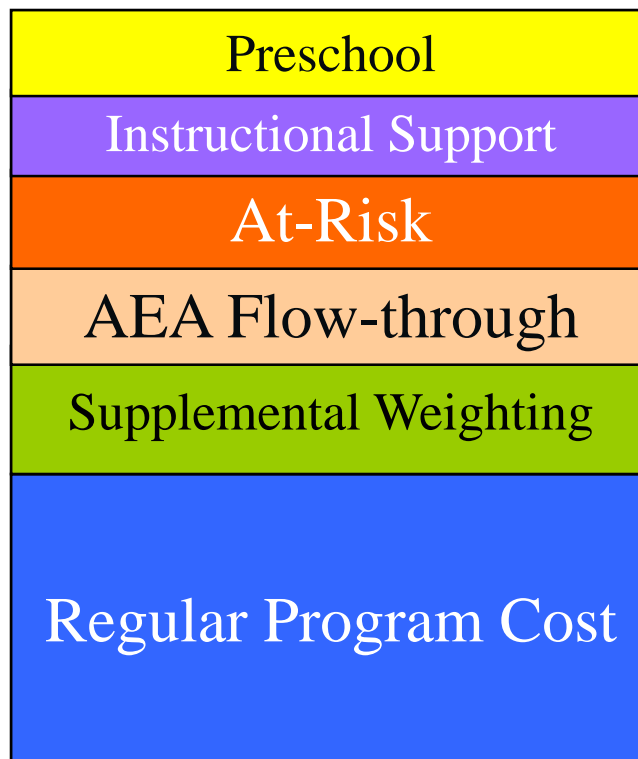 Preschool
Instructional Support
At-Risk
AEA Flow-through
Supplemental Weighting
Regular Program Cost